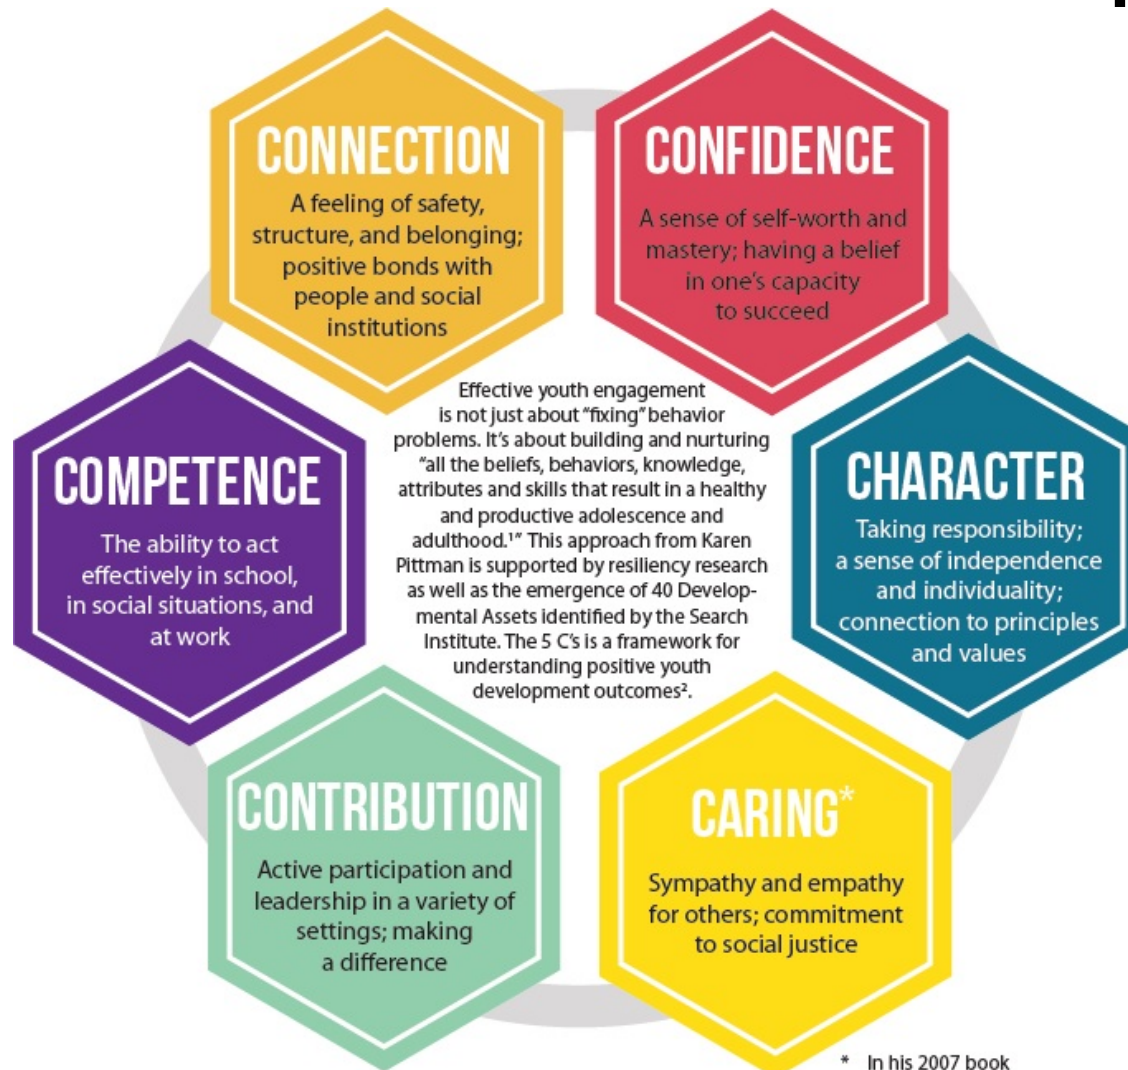 CONNECTION
A feeling of safety,
structure, and belonging;
positive bonds with
people and social
institutions
CONFIDENCE
A sense of self-worth and
mastery; having a belief
in one's capacity
to succeed
COMPETENCE
The ability to act
effectively in school,
in social situations, and
at work
Effective youth engagement
is not just about “fixing” behavior
problems. It's about building and nurturing
“all the beliefs, behaviors, knowledge,
attributes and skills that result in a healthy
and productive adolescence and
adulthood.¹” This approach from Karen
Pittman is supported by resiliency research
as well as the emergence of 40 Develop-
mental Assets identified by the Search
Institute. The 5 C's is a framework for
understanding positive youth
development outcomes².
CHARACTER
Taking responsibility;
a sense of independence
and individuality;
connection to principles
and values
CONTRIBUTION
Active participation and
leadership in a variety of
settings; making
a difference
CARING*
Sympathy and empathy
for others; commitment
to social justice
* In his 2007 book